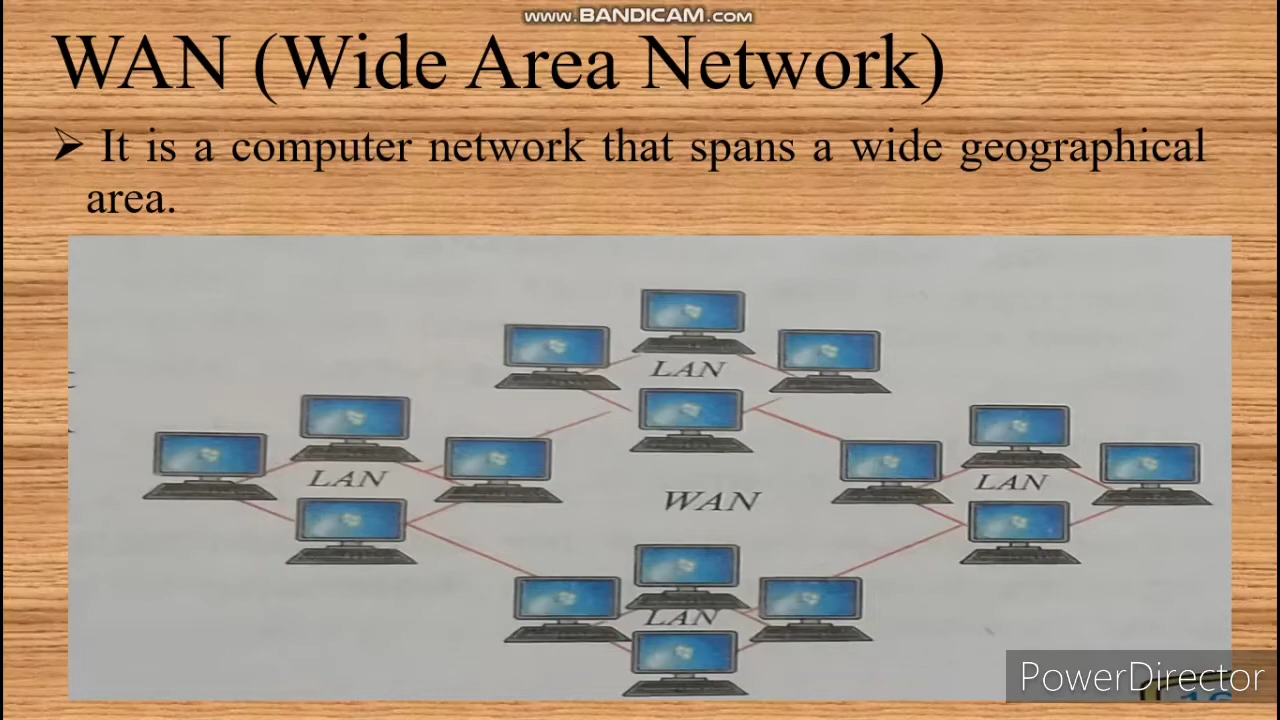 www.BANDICAM.com
WAN (Wide Area Network)
➢ It is a computer network that spans a wide geographical
area.
LAN
LAN
LAN
WAN
LAN
PowerDirector
16